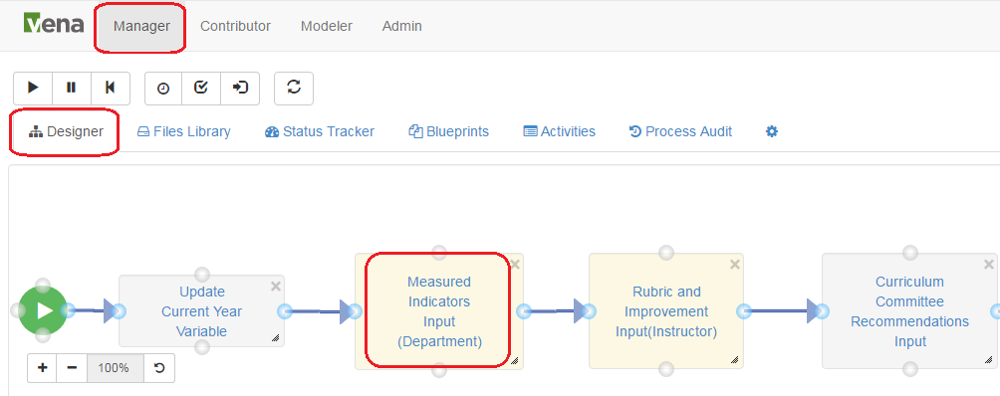 vena Manager Contributor Modeler Admin
Designer Files Library Status Tracker Blueprints Activities Process Audit
Update
Current Year
Variable
Measured
Indicators
Input
(Department)
Rubric and
Improvement
Input(Instructor)
Curriculum
Committee
Recommendations
Input
100%